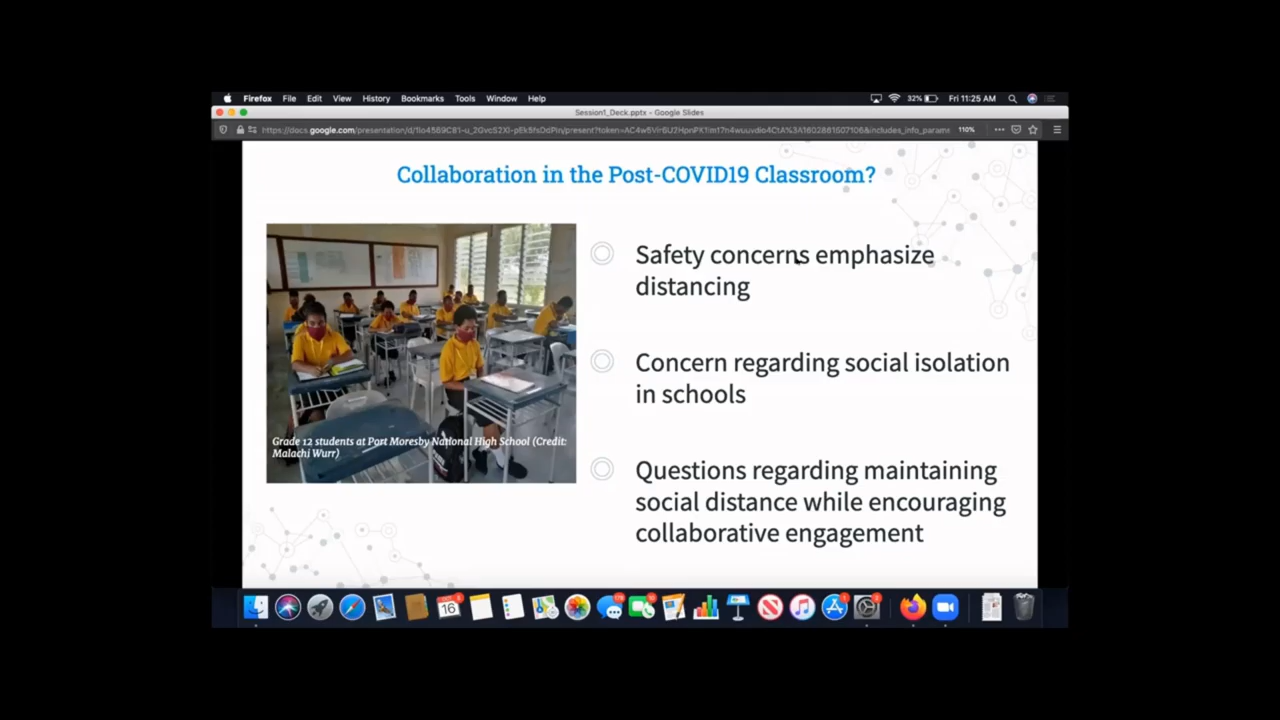 Firefox File Edit View History Bookmarks Tools Window Help 32% Fri 11:25 AM
Session1_Deck.pptx - Google Slides
110%
Collaboration in the Post-COVID19 Classroom?
Safety concerns emphasize
distancing
Concern regarding social isolation
in schools
Questions regarding maintaining
social distance while encouraging
collaborative engagement
Grade 12 students at Port Moresby National High School (Credit:
Malachi Wurr)
16